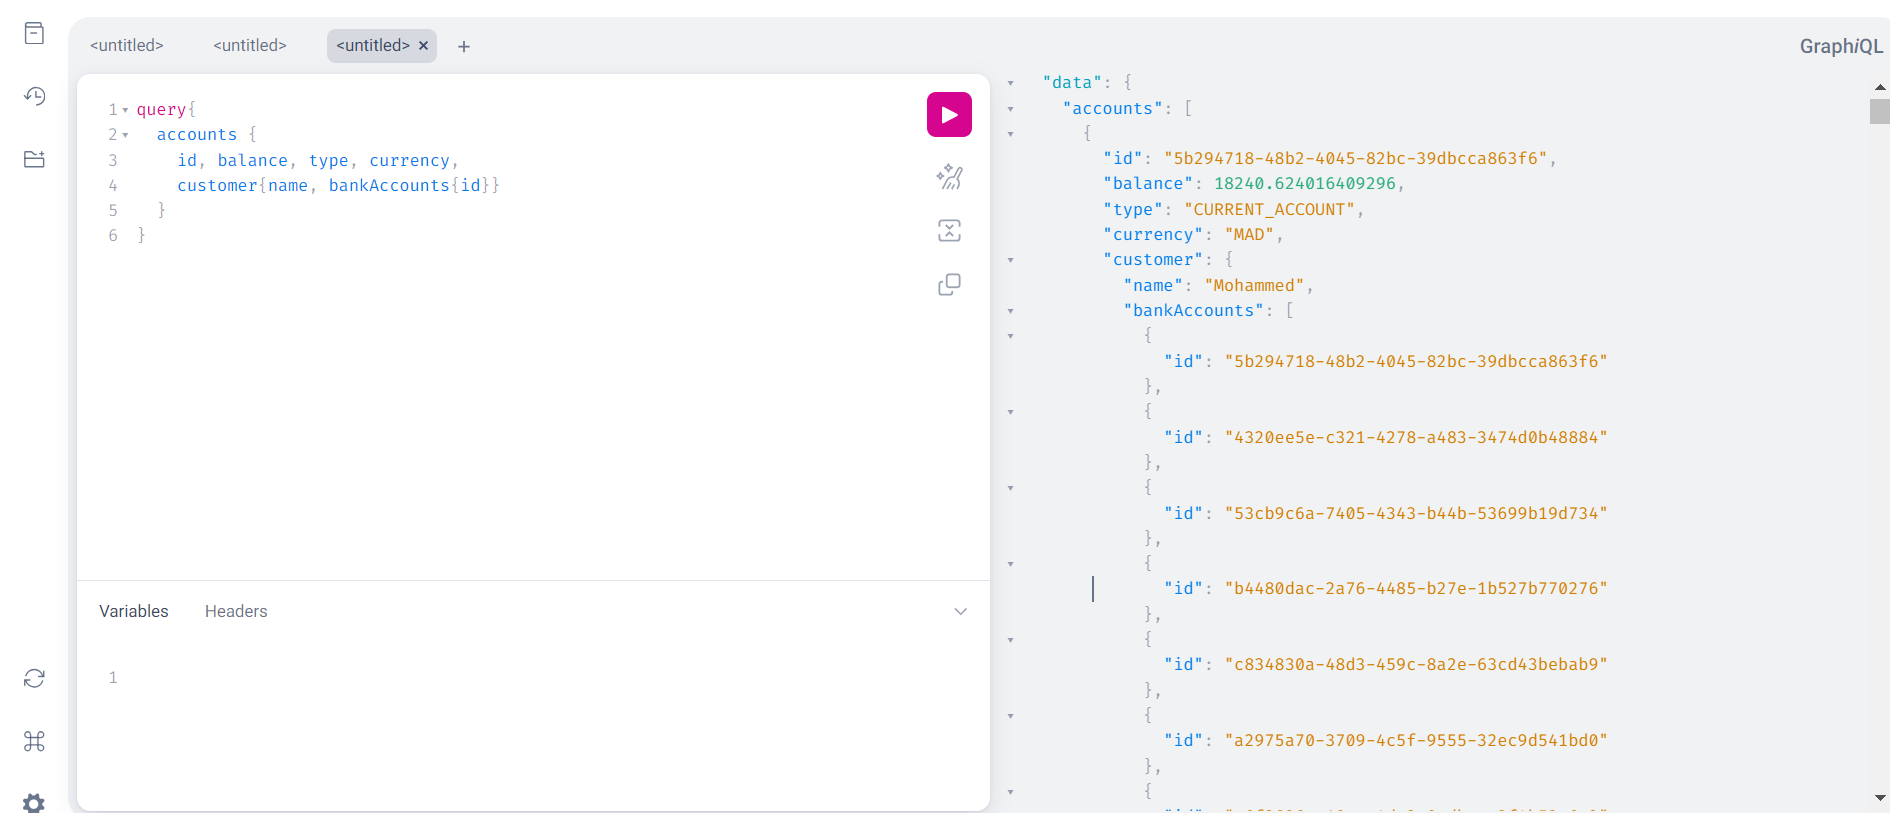 <untitled> <untitled> <untitled> × +
GraphiQL
1 query{
2 accounts {
3 id, balance, type, currency,
4 customer{name, bankAccounts{id}}
5 }
6 }
Variables Headers
1
"data": {
"accounts": [
{
"id": "5b294718-48b2-4045-82bc-39dbcca863f6",
"balance": 18240.624016409296,
"type": "CURRENT_ACCOUNT",
"currency": "MAD",
"customer": {
"name": "Mohammed",
"bankAccounts": [
{
"id": "5b294718-48b2-4045-82bc-39dbcca863f6"
},
{
"id": "4320ee5e-c321-4278-a483-3474d0b48884"
},
{
"id": "53cb9c6a-7405-4343-b44b-53699b19d734"
},
{
"id": "b4480dac-2a76-4485-b27e-1b527b770276"
},
{
"id": "c834830a-48d3-459c-8a2e-63cd43bebab9"
},
{
"id": "a2975a70-3709-4c5f-9555-32ec9d541bd0"
},
{